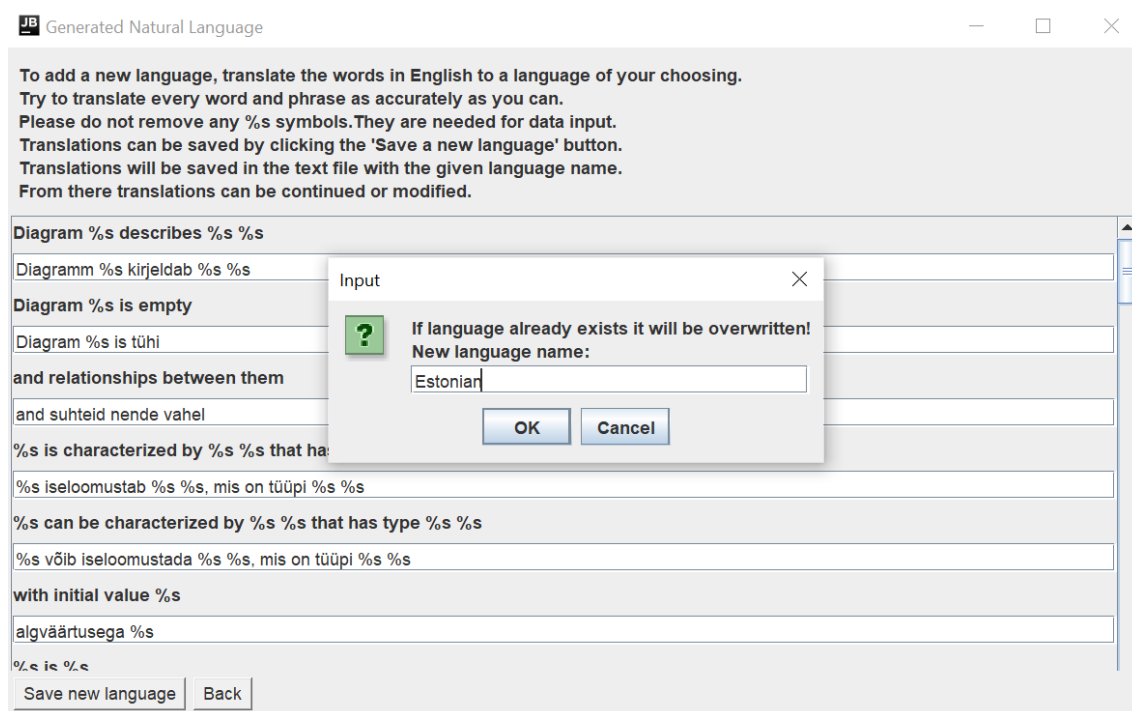 JB Generated Natural Language
To add a new language, translate the words in English to a language of your choosing.
Try to translate every word and phrase as accurately as you can.
Please do not remove any %s symbols.They are needed for data input.
Translations can be saved by clicking the 'Save a new language' button.
Translations will be saved in the text file with the given language name.
From there translations can be continued or modified.
Diagram %s describes %s %s
Diagramm %s kirjeldab %s %s
Diagram %s is empty
Diagram %s is tühi
and relationships between them
and suhteid nende vahel
%s is characterized by %s %s that ha
%s iseloomustab %s %s, mis on tüüpi %s %s
%s can be characterized by %s %s that has type %s %s
%s võib iseloomustada %s %s, mis on tüüpi %s %s
with initial value %s
algväärtusega %s
%s is %s
Save new language Back
Input
?
If language already exists it will be overwritten!
New language name:
Estonian
OK Cancel